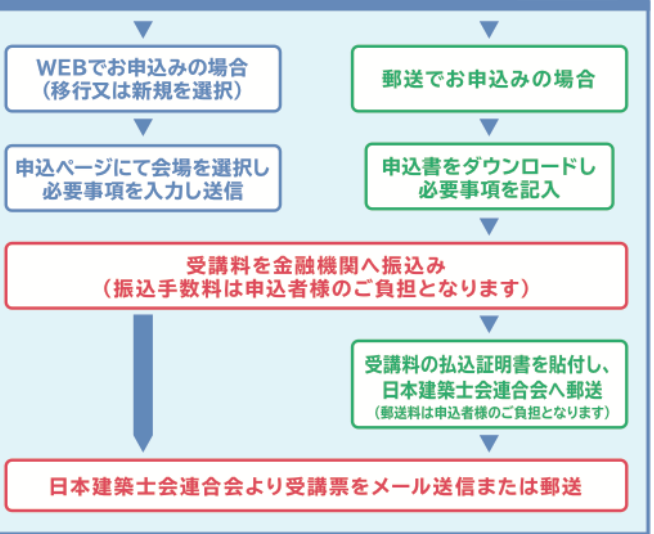 WEBでお申込みの場合
（移行又は新規を選択）
郵送でお申込みの場合
申込ページにて会場を選択し
必要事項を入力し送信
申込書をダウンロードし
必要事項を記入
受講料を金融機関へ振込み
（振込手数料は申込者様のご負担となります）
受講料の払込証明書を貼付し、
日本建築士会連合会へ郵送
（郵送料は申込者様のご負担となります）
日本建築士会連合会より受講票をメール送信または郵送